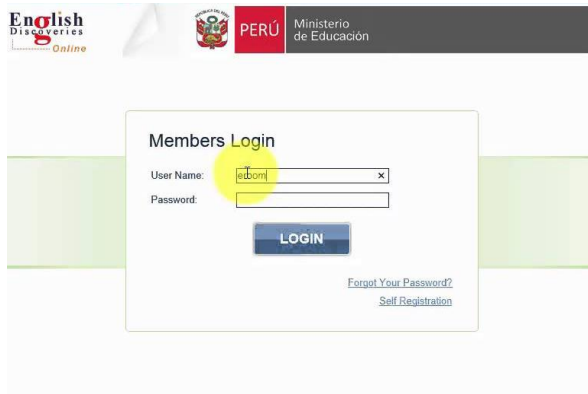 English
Discoveries
Online
PERÚ
Ministerio
de Educación
Members Login
User Name:
x
Password:
LOGIN
Forgot Your Password?
Self Registration